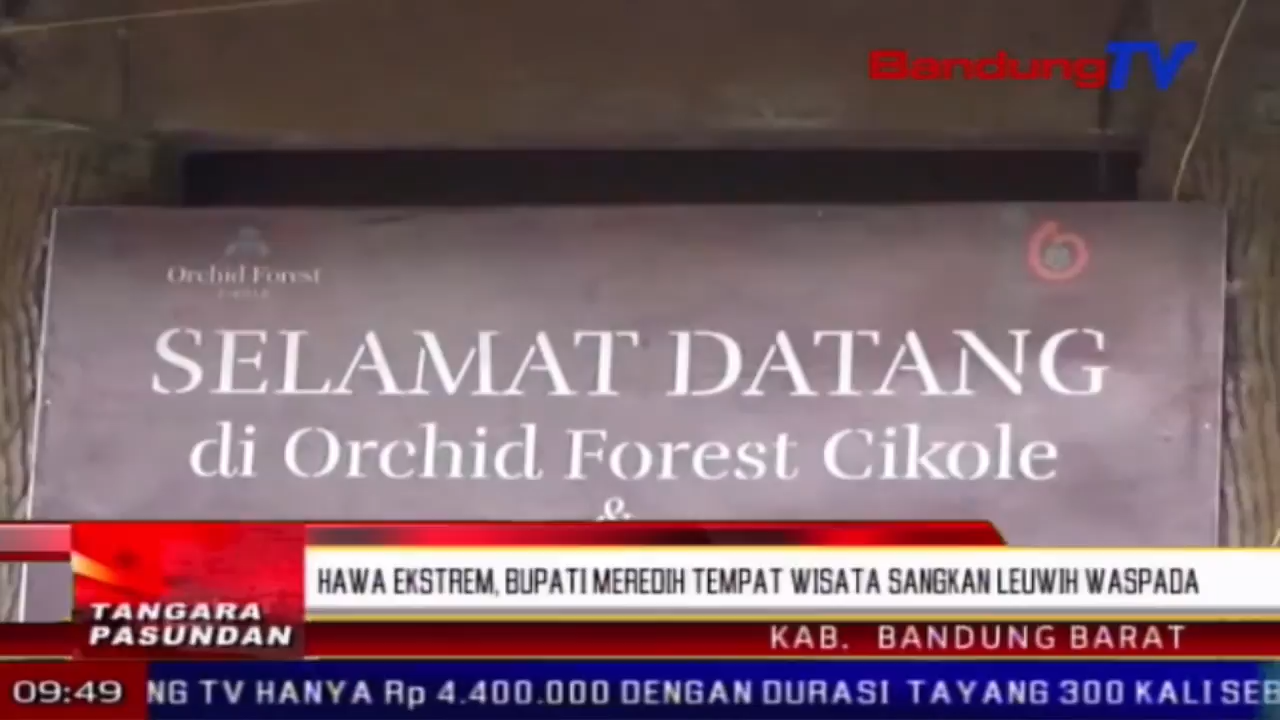 BandungTV
Orchid Forest
SELAMAT DATANG
di Orchid Forest Cikole
&
HAWA EKSTREM, BUPATI MEREDIH TEMPAT WISATA SANGKAN LEUWIH WASPADA
TANGARA
PASUNDAN
KAB. BANDUNG BARAT
09:49 NG TV HANYA Rp 4.400.000 DENGAN DURASI TAYANG 300 KALI SEB